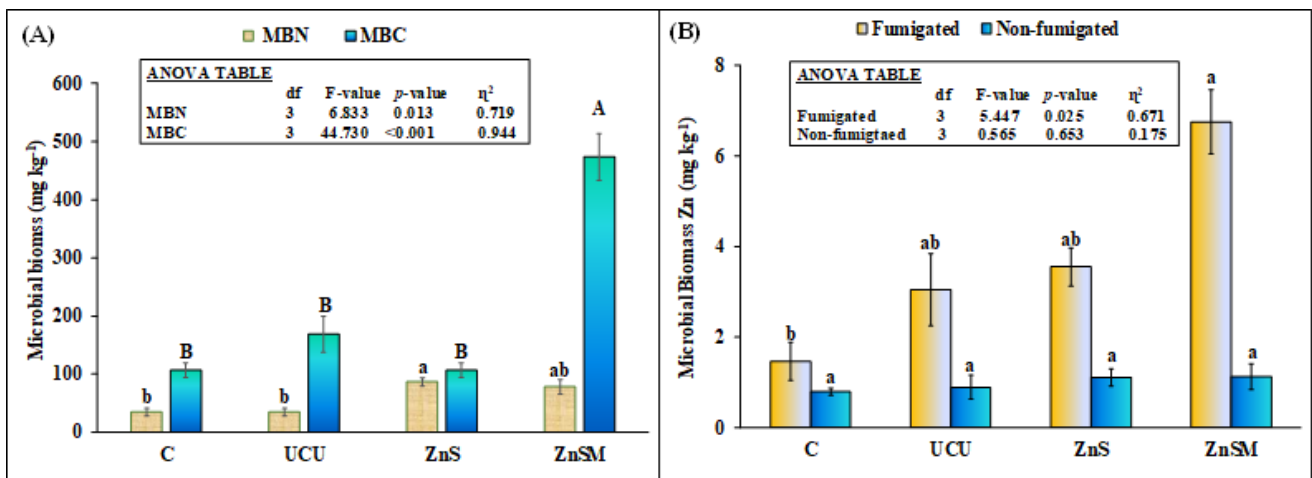 (A)
MBN MBC
ANOVA TABLE
df F-value p-value η²
MBN 3 6.833 0.013 0.719
MBC 3 44.730 <0.001 0.944
Microbial biomss (mg kg⁻¹)
600
500
400
300
200
100
0
b B b B a B ab A
C UCU ZnS ZnSM
(B)
Fumigated Non-fumigated
ANOVA TABLE
df F-value p-value η²
Fumigated 3 5.447 0.025 0.671
Non-fumigtaed 3 0.565 0.653 0.175
Microbial Biomass Zn (mg kg⁻¹)
8
6
4
2
0
b a ab a ab a a a
C UCU ZnS ZnSM